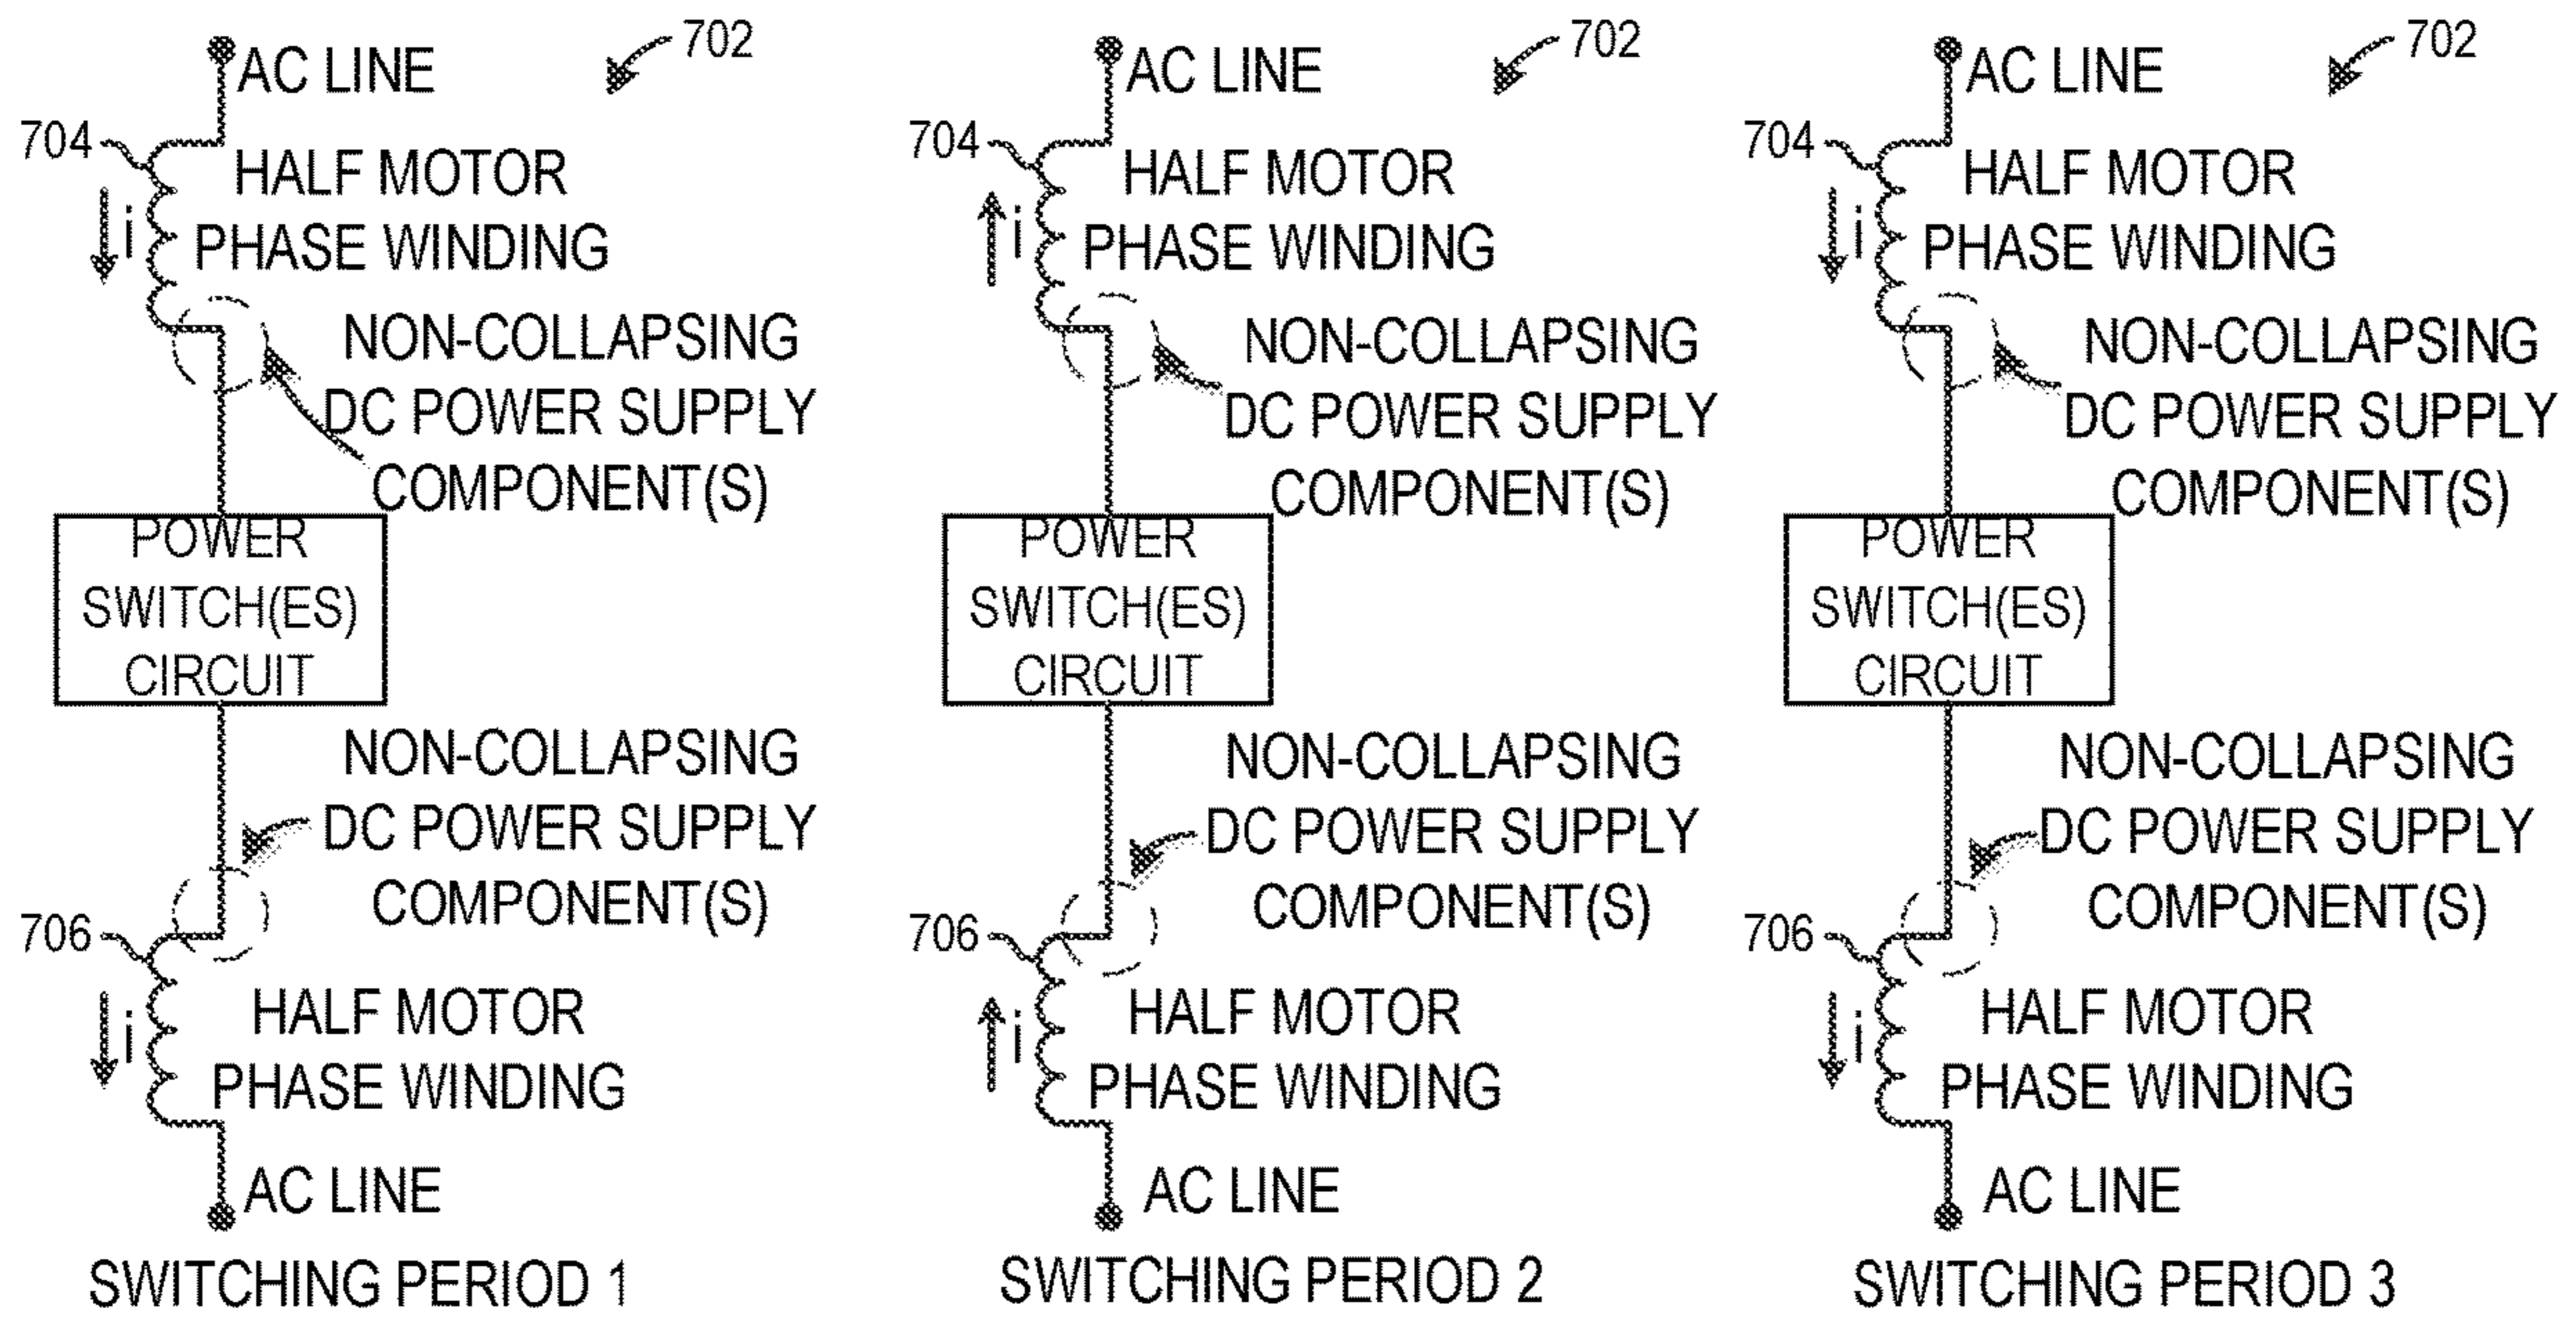 702
AC LINE
704
HALF MOTOR
i
PHASE WINDING
NON-COLLAPSING
DC POWER SUPPLY
COMPONENT(S)
POWER
SWITCH(ES)
CIRCUIT
NON-COLLAPSING
DC POWER SUPPLY
COMPONENT(S)
706
HALF MOTOR
i
PHASE WINDING
AC LINE
SWITCHING PERIOD 1
702
AC LINE
704
HALF MOTOR
i
PHASE WINDING
NON-COLLAPSING
DC POWER SUPPLY
COMPONENT(S)
POWER
SWITCH(ES)
CIRCUIT
NON-COLLAPSING
DC POWER SUPPLY
COMPONENT(S)
706
HALF MOTOR
i
PHASE WINDING
AC LINE
SWITCHING PERIOD 2
702
AC LINE
704
HALF MOTOR
i
PHASE WINDING
NON-COLLAPSING
DC POWER SUPPLY
COMPONENT(S)
POWER
SWITCH(ES)
CIRCUIT
NON-COLLAPSING
DC POWER SUPPLY
COMPONENT(S)
706
HALF MOTOR
i
PHASE WINDING
AC LINE
SWITCHING PERIOD 3